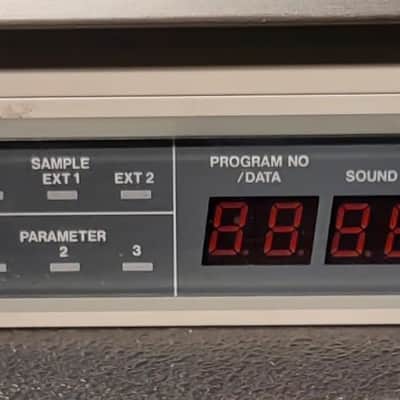 SAMPLE
EXT 1 EXT 2
PARAMETER
2 3
PROGRAM NO
/DATA
SOUND